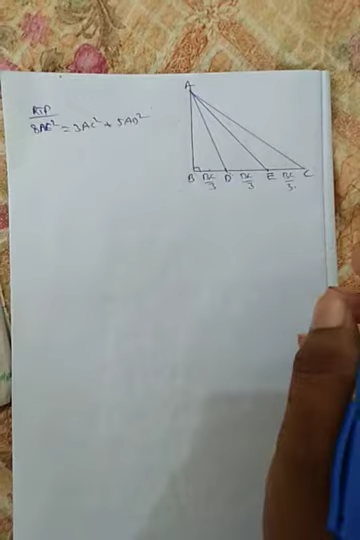 RTP
8AE² = 3AC² + 5AD²
A
B BC/3 D BC/3 E BC/3 C